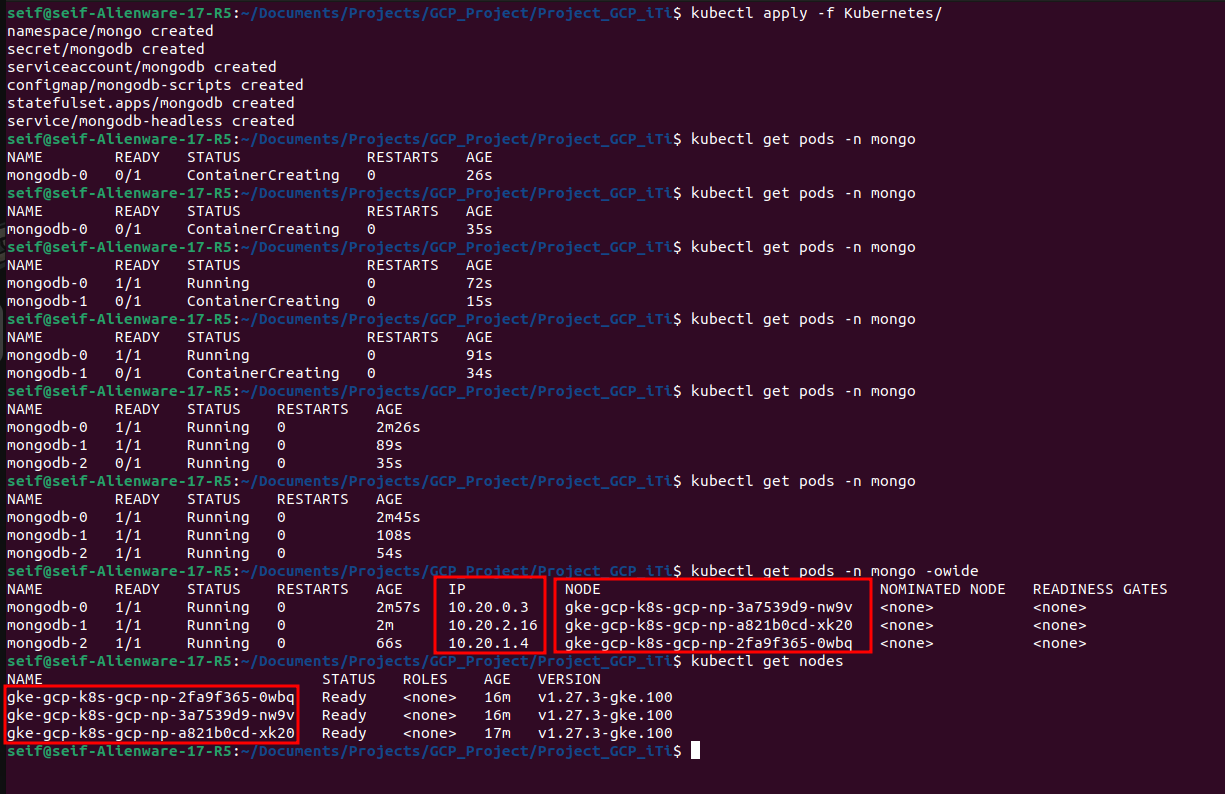 seif@seif-Alienware-17-R5:~/Documents/Projects/GCP_Project/Project_GCP_iTi$ kubectl apply -f Kubernetes/
namespace/mongo created
secret/mongodb created
serviceaccount/mongodb created
configmap/mongodb-scripts created
statefulset.apps/mongodb created
service/mongodb-headless created
seif@seif-Alienware-17-R5:~/Documents/Projects/GCP_Project/Project_GCP_iTi$ kubectl get pods -n mongo
NAME        READY   STATUS              RESTARTS   AGE
mongodb-0   0/1     ContainerCreating   0          26s
seif@seif-Alienware-17-R5:~/Documents/Projects/GCP_Project/Project_GCP_iTi$ kubectl get pods -n mongo
NAME        READY   STATUS              RESTARTS   AGE
mongodb-0   0/1     ContainerCreating   0          35s
seif@seif-Alienware-17-R5:~/Documents/Projects/GCP_Project/Project_GCP_iTi$ kubectl get pods -n mongo
NAME        READY   STATUS              RESTARTS   AGE
mongodb-0   1/1     Running             0          72s
mongodb-1   0/1     ContainerCreating   0          15s
seif@seif-Alienware-17-R5:~/Documents/Projects/GCP_Project/Project_GCP_iTi$ kubectl get pods -n mongo
NAME        READY   STATUS              RESTARTS   AGE
mongodb-0   1/1     Running             0          91s
mongodb-1   0/1     ContainerCreating   0          34s
seif@seif-Alienware-17-R5:~/Documents/Projects/GCP_Project/Project_GCP_iTi$ kubectl get pods -n mongo
NAME        READY   STATUS    RESTARTS   AGE
mongodb-0   1/1     Running   0          2m26s
mongodb-1   1/1     Running   0          89s
mongodb-2   0/1     Running   0          35s
seif@seif-Alienware-17-R5:~/Documents/Projects/GCP_Project/Project_GCP_iTi$ kubectl get pods -n mongo
NAME        READY   STATUS    RESTARTS   AGE
mongodb-0   1/1     Running   0          2m45s
mongodb-1   1/1     Running   0          108s
mongodb-2   1/1     Running   0          54s
seif@seif-Alienware-17-R5:~/Documents/Projects/GCP_Project/Project_GCP_iTi$ kubectl get pods -n mongo -owide
NAME        READY   STATUS    RESTARTS   AGE     IP           NODE                              NOMINATED NODE   READINESS GATES
mongodb-0   1/1     Running   0          2m57s   10.20.0.3    gke-gcp-k8s-gcp-np-3a7539d9-nw9v   <none>           <none>
mongodb-1   1/1     Running   0          2m      10.20.2.16   gke-gcp-k8s-gcp-np-a821b0cd-xk20   <none>           <none>
mongodb-2   1/1     Running   0          66s     10.20.1.4    gke-gcp-k8s-gcp-np-2fa9f365-0wbq   <none>           <none>
seif@seif-Alienware-17-R5:~/Documents/Projects/GCP_Project/Project_GCP_iTi$ kubectl get nodes
NAME                               STATUS   ROLES    AGE   VERSION
gke-gcp-k8s-gcp-np-2fa9f365-0wbq   Ready    <none>   16m   v1.27.3-gke.100
gke-gcp-k8s-gcp-np-3a7539d9-nw9v   Ready    <none>   16m   v1.27.3-gke.100
gke-gcp-k8s-gcp-np-a821b0cd-xk20   Ready    <none>   17m   v1.27.3-gke.100
seif@seif-Alienware-17-R5:~/Documents/Projects/GCP_Project/Project_GCP_iTi$